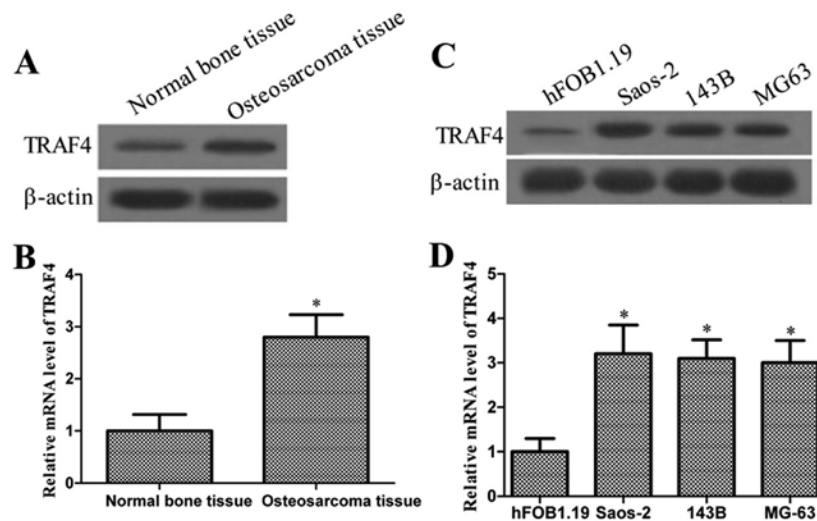 A
Normal bone tissue
Osteosarcoma tissue
TRAF4
β-actin
B
Relative mRNA level of TRAF4
4
3
2
1
0
*
Normal bone tissue Osteosarcoma tissue
C
hFOB1.19
Saos-2
143B
MG63
TRAF4
β-actin
D
Relative mRNA level of TRAF4
5
4
3
2
1
0
* * *
hFOB1.19 Saos-2 143B MG-63